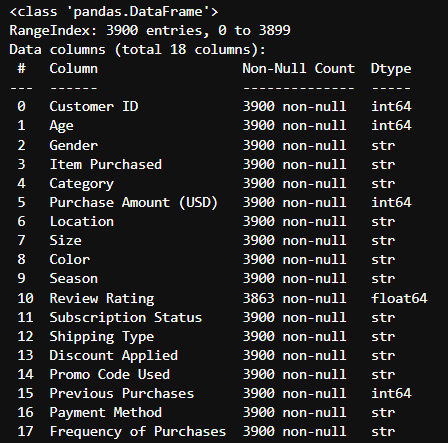 <class 'pandas.DataFrame'>
RangeIndex: 3900 entries, 0 to 3899
Data columns (total 18 columns):
 #   Column                  Non-Null Count  Dtype
---  ------                  --------------  -----
 0   Customer ID             3900 non-null   int64
 1   Age                     3900 non-null   int64
 2   Gender                  3900 non-null   str
 3   Item Purchased          3900 non-null   str
 4   Category                3900 non-null   str
 5   Purchase Amount (USD)   3900 non-null   int64
 6   Location                3900 non-null   str
 7   Size                    3900 non-null   str
 8   Color                   3900 non-null   str
 9   Season                  3900 non-null   str
 10  Review Rating           3863 non-null   float64
 11  Subscription Status     3900 non-null   str
 12  Shipping Type           3900 non-null   str
 13  Discount Applied        3900 non-null   str
 14  Promo Code Used         3900 non-null   str
 15  Previous Purchases      3900 non-null   int64
 16  Payment Method          3900 non-null   str
 17  Frequency of Purchases  3900 non-null   str